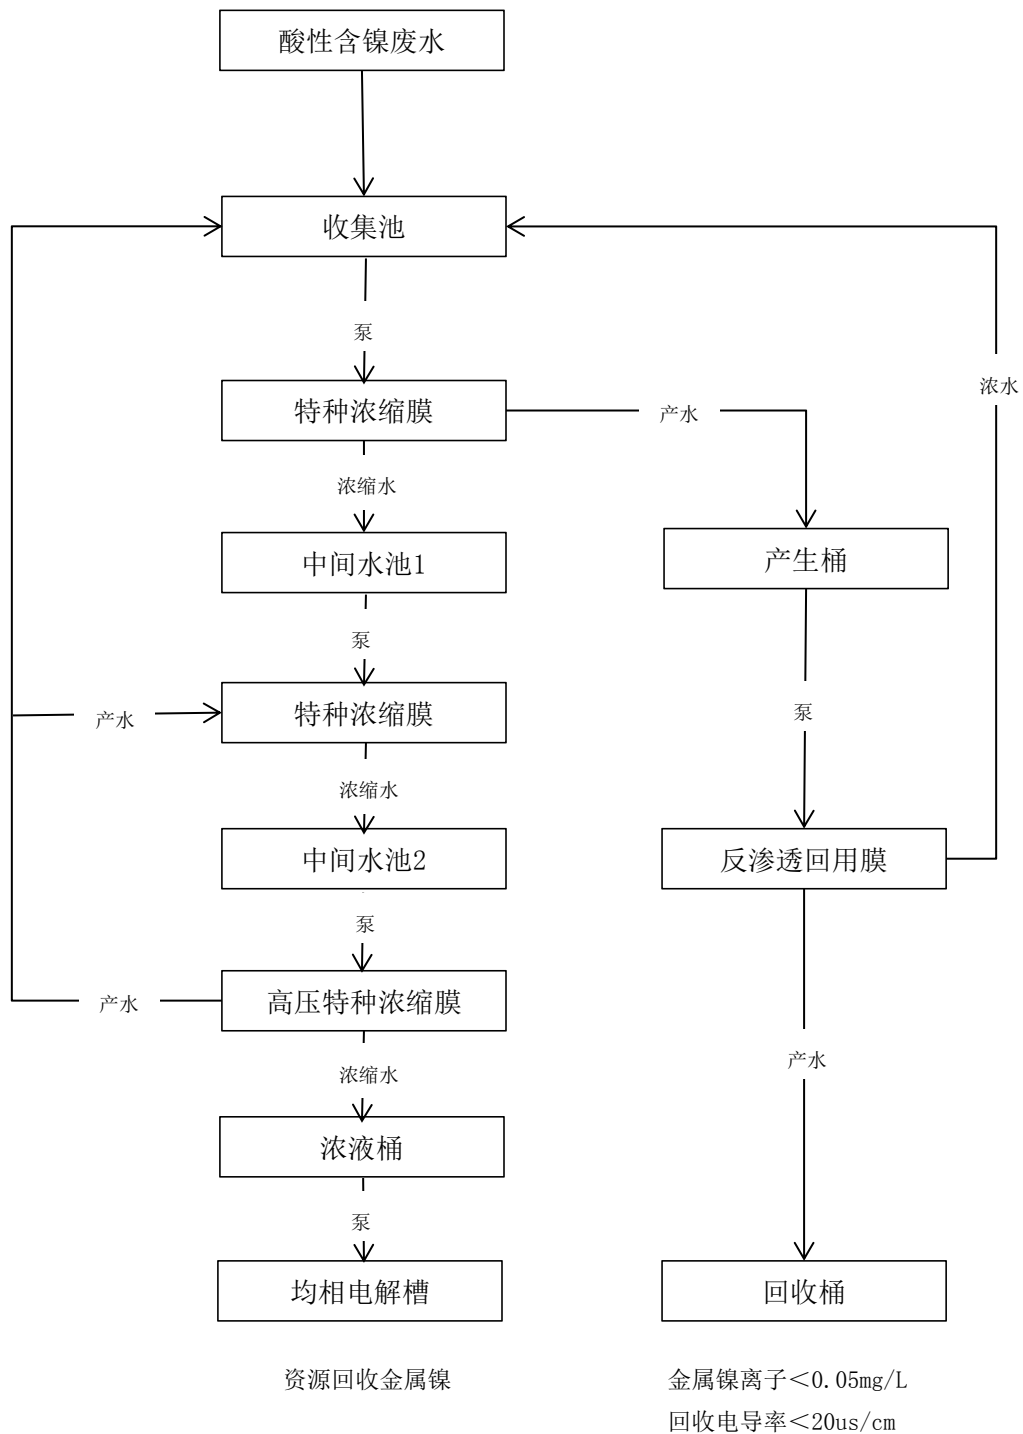 酸性含镍废水
收集池
泵
浓水
特种浓缩膜
产水
浓缩水
中间水池1
产生桶
泵
特种浓缩膜
产水
泵
浓缩水
中间水池2
反渗透回用膜
泵
高压特种浓缩膜
产水
产水
浓缩水
浓液桶
泵
均相电解槽
回收桶
资源回收金属镍
金属镍离子＜0.05mg/L
回收电导率＜20us/cm